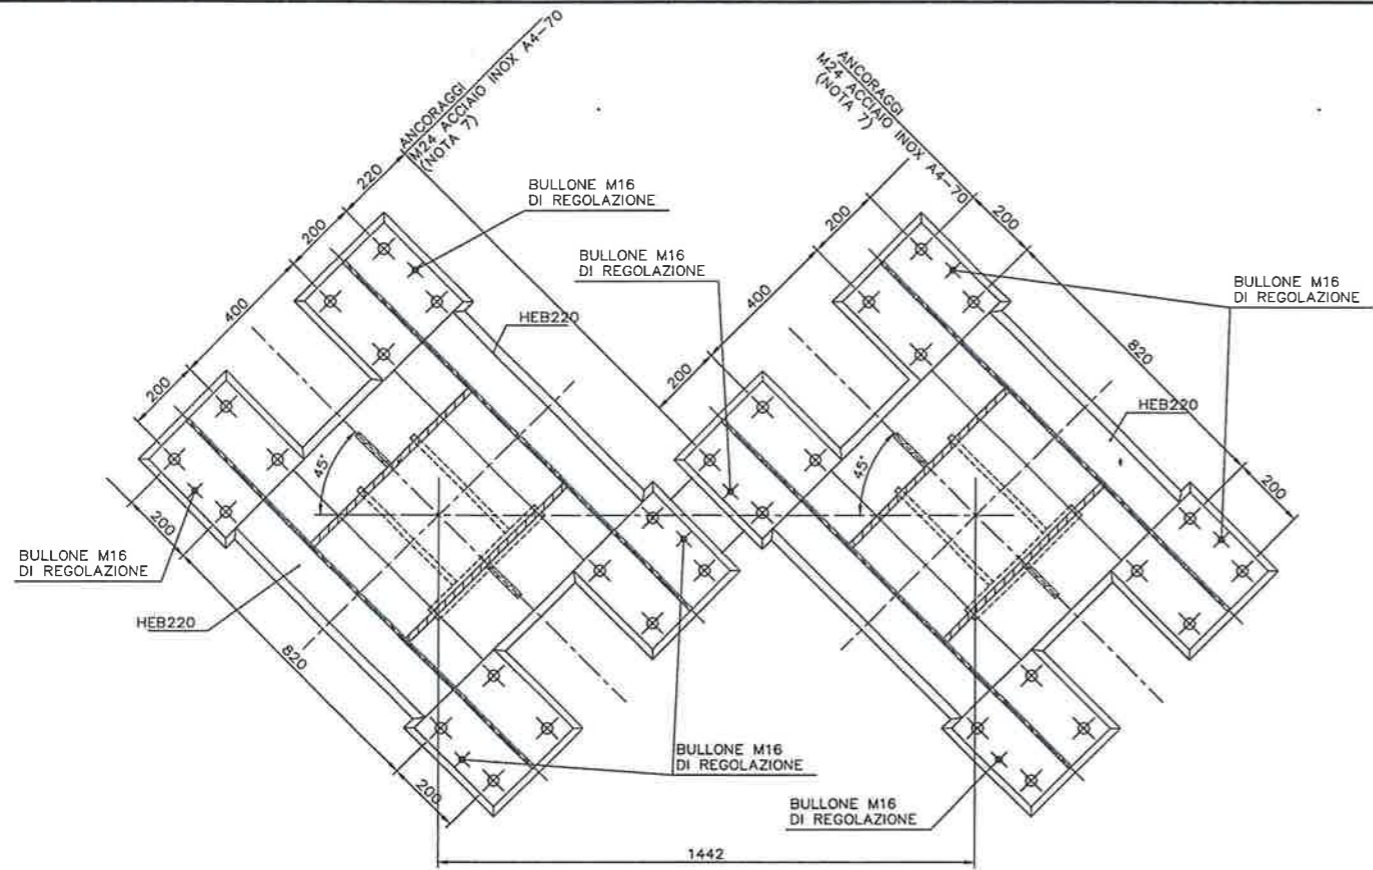 ANCORAGGI
M24 ACCIAIO INOX A4-70
(NOTA 7)
ANCORAGGI
M24 ACCIAIO INOX A4-70
(NOTA 7)
220
200
400
200
BULLONE M16
DI REGOLAZIONE
BULLONE M16
DI REGOLAZIONE
200
400
200
200
BULLONE M16
DI REGOLAZIONE
HEB220
820
HEB220
45°
45°
200
200
BULLONE M16
DI REGOLAZIONE
HEB220
820
200
BULLONE M16
DI REGOLAZIONE
BULLONE M16
DI REGOLAZIONE
1442